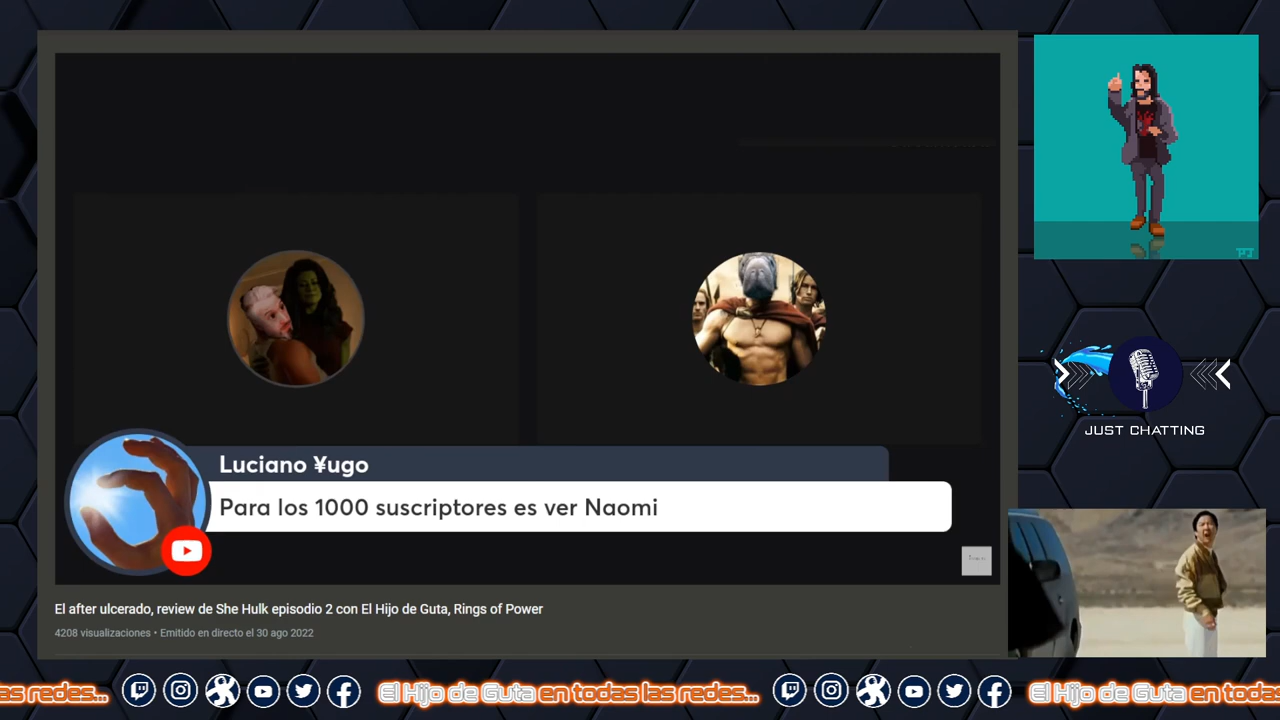 Luciano ¥ugo
Para los 1000 suscriptores es ver Naomi
JUST CHATTING
El after ulcerado, review de She Hulk episodio 2 con El Hijo de Guta, Rings of Power
4208 visualizaciones • Emitido en directo el 30 ago 2022
as redes... El Hijo de Guta en todas las redes... El Hijo de Guta en todas